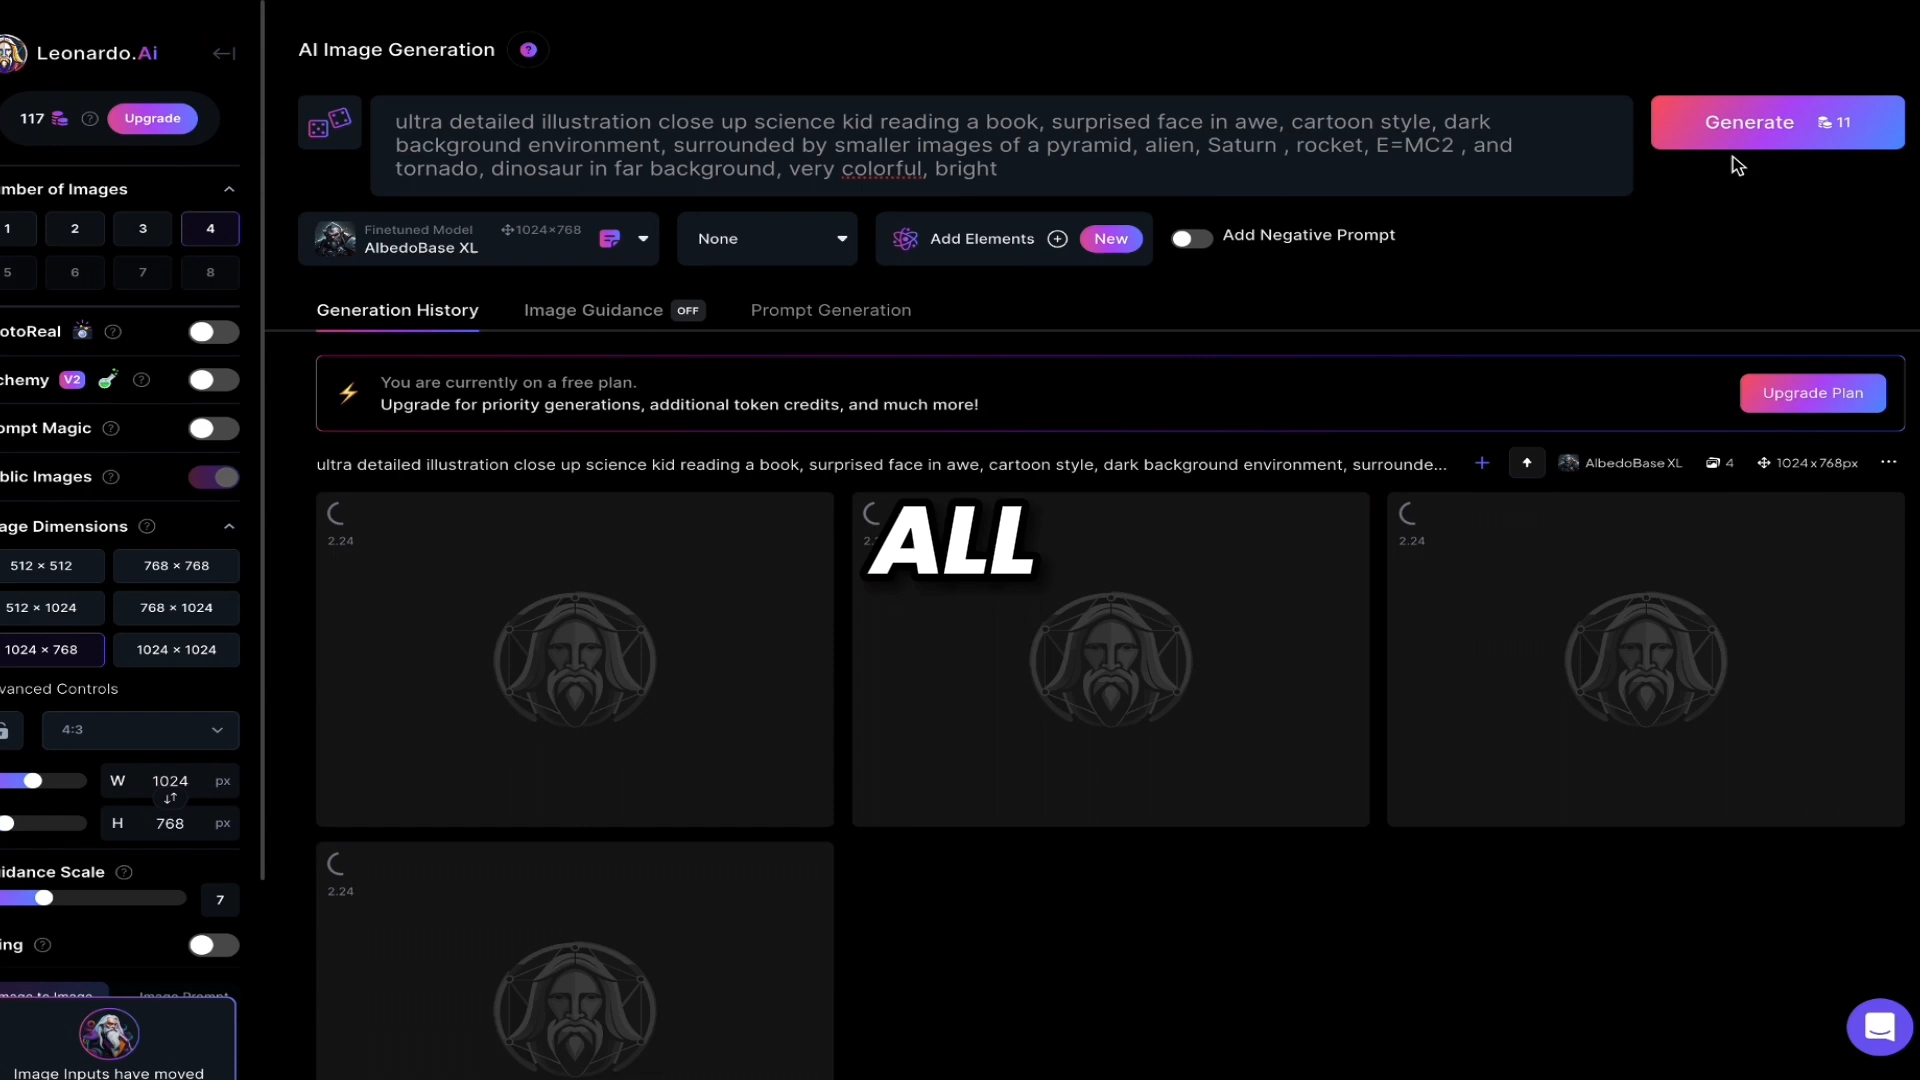 Leonardo.Ai
117
Upgrade
mber of Images
1 2 3 4
5 6 7 8
otoReal
chemy V2
ompt Magic
blic Images
age Dimensions
512 × 512 768 × 768
512 × 1024 768 × 1024
1024 × 768 1024 × 1024
vanced Controls
4:3
W 1024 px
H 768 px
idance Scale
7
ing
mage to Image Image Prompt
Image Inputs have moved
AI Image Generation ?
ultra detailed illustration close up science kid reading a book, surprised face in awe, cartoon style, dark
background environment, surrounded by smaller images of a pyramid, alien, Saturn , rocket, E=MC2 , and
tornado, dinosaur in far background, very colorful, bright
Generate 11
Finetuned Model 1024×768
AlbedoBase XL
None
Add Elements New
Add Negative Prompt
Generation History Image Guidance OFF Prompt Generation
You are currently on a free plan.
Upgrade for priority generations, additional token credits, and much more!
Upgrade Plan
ultra detailed illustration close up science kid reading a book, surprised face in awe, cartoon style, dark background environment, surrounde...
AlbedoBase XL 4 1024x768px
2.24
2.
2.24
ALL
2.24